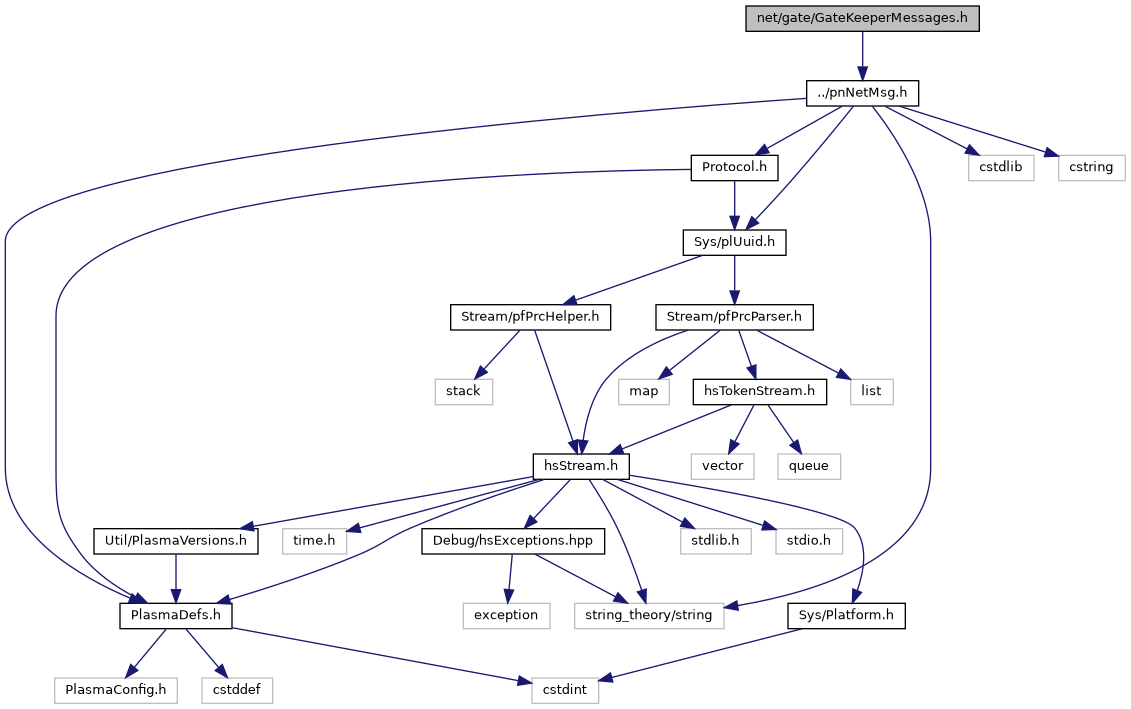 net/gate/GateKeeperMessages.h
../pnNetMsg.h
Protocol.h
cstdlib
cstring
Sys/plUuid.h
Stream/pfPrcHelper.h
Stream/pfPrcParser.h
stack
map
hsTokenStream.h
list
hsStream.h
vector
queue
Util/PlasmaVersions.h
time.h
Debug/hsExceptions.hpp
stdlib.h
stdio.h
PlasmaDefs.h
exception
string_theory/string
Sys/Platform.h
PlasmaConfig.h
cstddef
cstdint